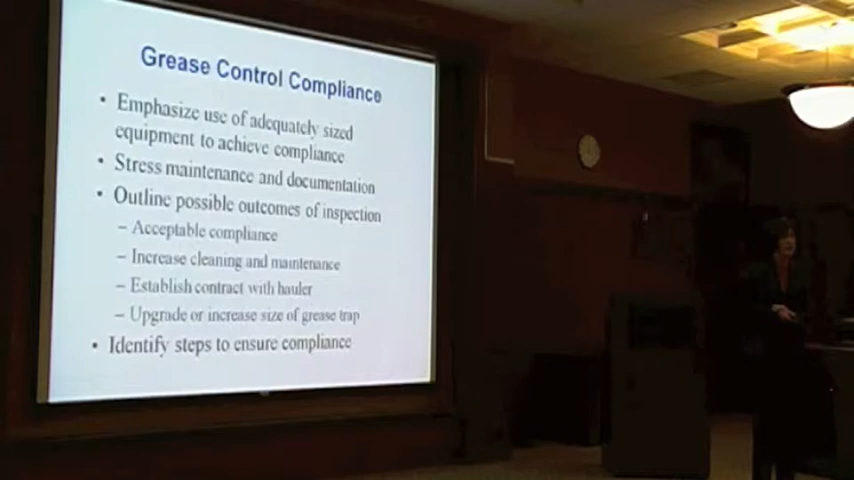 Grease Control Compliance
• Emphasize use of adequately sized
equipment to achieve compliance
• Stress maintenance and documentation
• Outline possible outcomes of inspection
– Acceptable compliance
– Increase cleaning and maintenance
– Establish contract with hauler
– Upgrade or increase size of grease trap
• Identify steps to ensure compliance